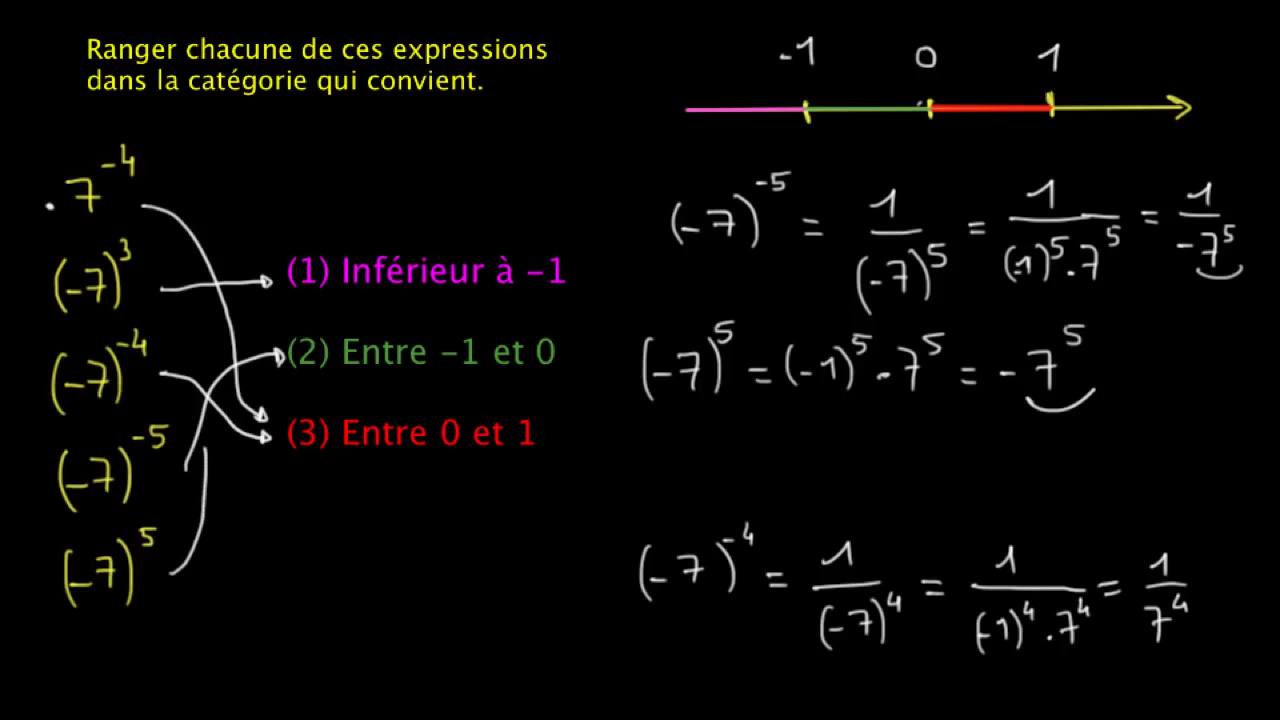 Ranger chacune de ces expressions
dans la catégorie qui convient.
-1 0 1
. 7^{-4}
(-7)^3
(-7)^{-4}
(-7)^{-5}
(-7)^5
(1) Inférieur à -1
(2) Entre -1 et 0
(3) Entre 0 et 1
(-7)^{-5} = 1/(-7)^5 = 1/((-1)^5 . 7^5) = 1/(-7^5)
(-7)^5 = (-1)^5 . 7^5 = -7^5
(-7)^{-4} = 1/(-7)^4 = 1/((-1)^4 . 7^4) = 1/7^4